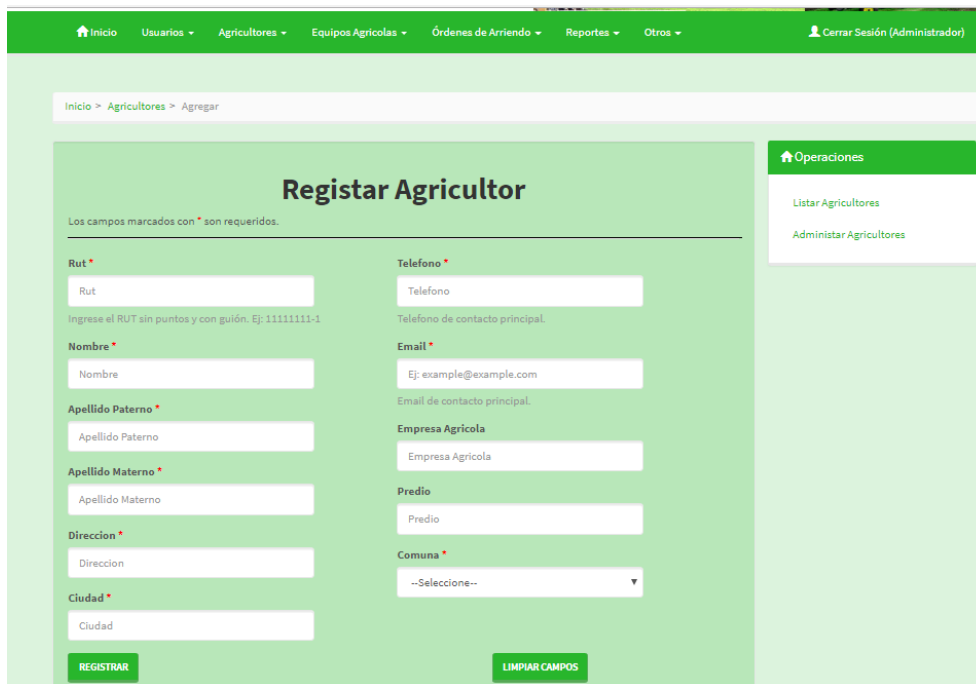 Inicio Usuarios Agricultores Equipos Agricolas Órdenes de Arriendo Reportes Otros Cerrar Sesión (Administrador)
Inicio > Agricultores > Agregar
Registar Agricultor
Los campos marcados con * son requeridos.
Rut *
Rut
Ingrese el RUT sin puntos y con guión. Ej: 11111111-1
Nombre *
Nombre
Apellido Paterno *
Apellido Paterno
Apellido Materno *
Apellido Materno
Direccion *
Direccion
Ciudad *
Ciudad
REGISTRAR
Telefono *
Telefono
Telefono de contacto principal.
Email *
Ej: example@example.com
Email de contacto principal.
Empresa Agricola
Empresa Agricola
Predio
Predio
Comuna *
--Seleccione--
LIMPIAR CAMPOS
Operaciones
Listar Agricultores
Administar Agricultores